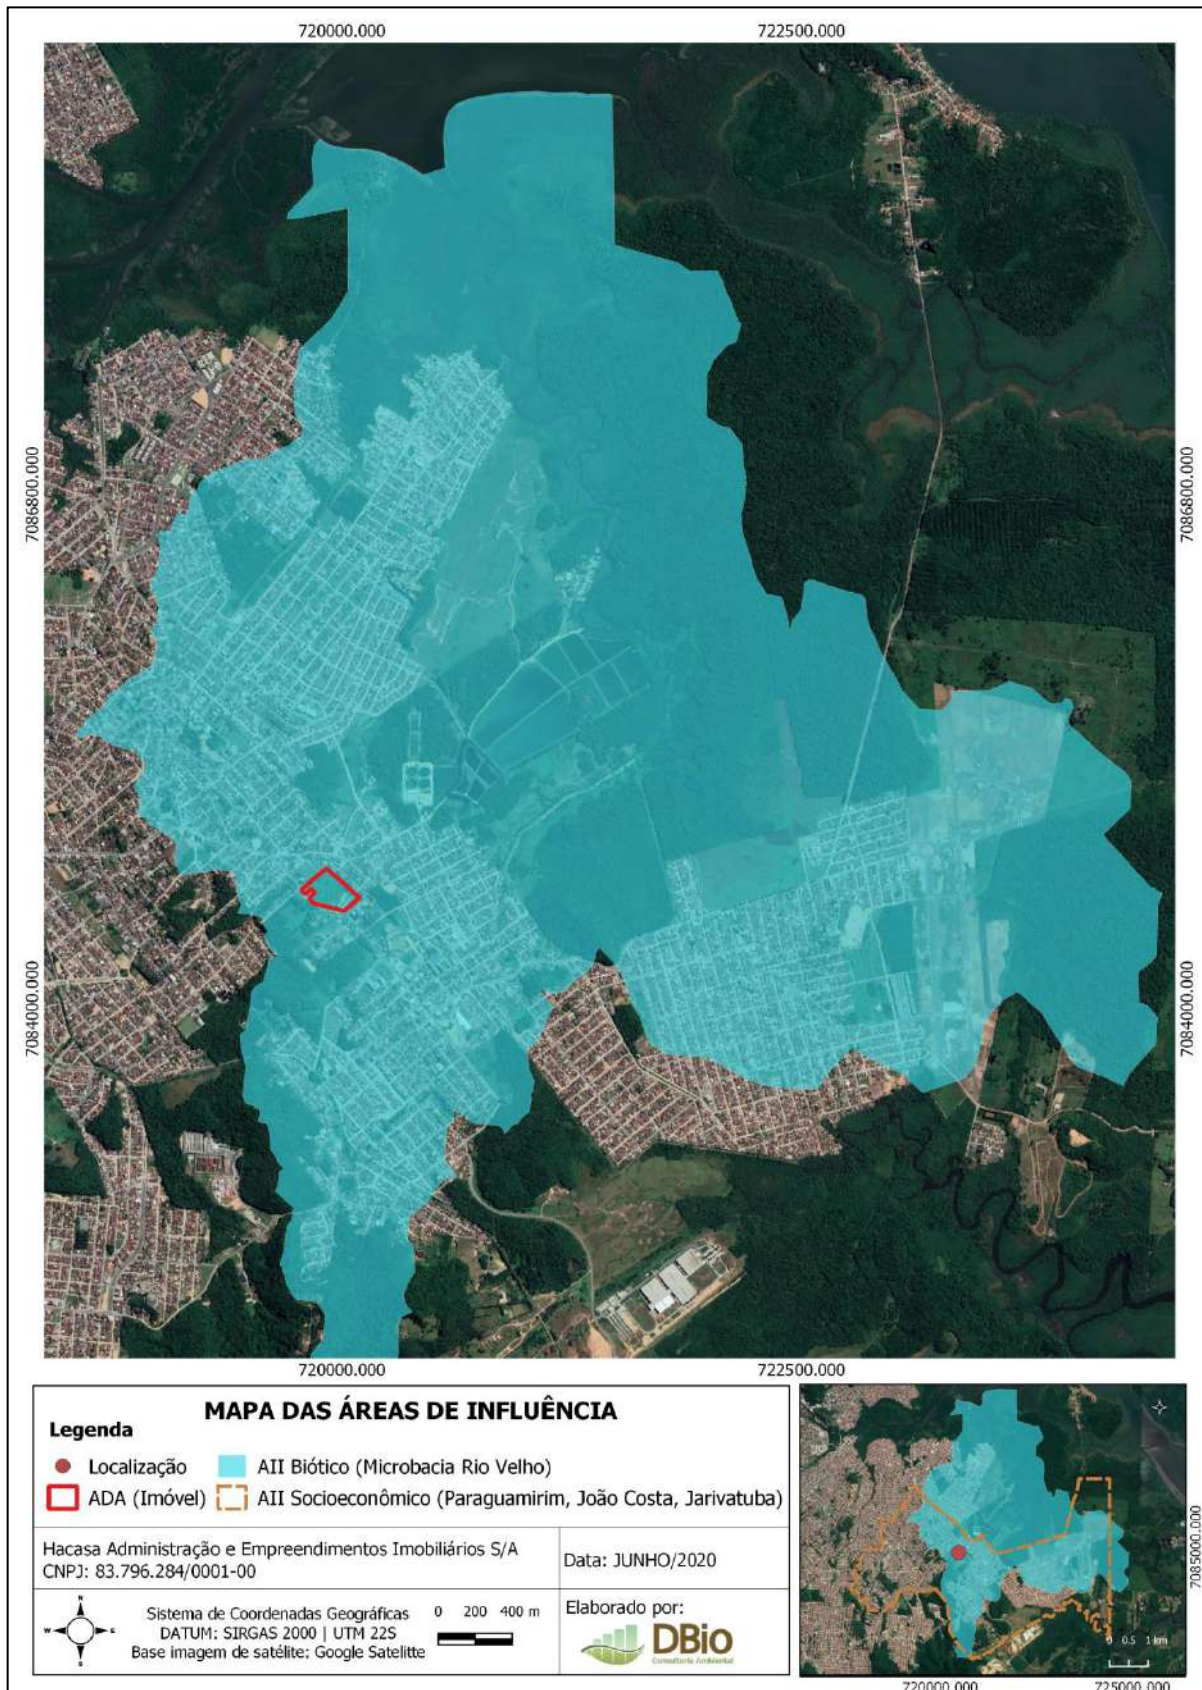 720000.000
722500.000
7086800.000
7086800.000
7084000.000
7084000.000
720000.000
722500.000
MAPA DAS ÁREAS DE INFLUÊNCIA
Legenda
Localização
AII Biótico (Microbacia Rio Velho)
ADA (Imóvel)
AII Socioeconômico (Paraguamirim, João Costa, Jarivatuba)
Hacasa Administração e Empreendimentos Imobiliários S/A
CNPJ: 83.796.284/0001-00
Data: JUNHO/2020
N
W
E
S
Sistema de Coordenadas Geográficas
DATUM: SIRGAS 2000 | UTM 22S
Base imagem de satélite: Google Satelitte
0 200 400 m
Elaborado por:
DBio
Consultoria Ambiental
7085000.000
0 0.5 1 km
720000.000
725000.000